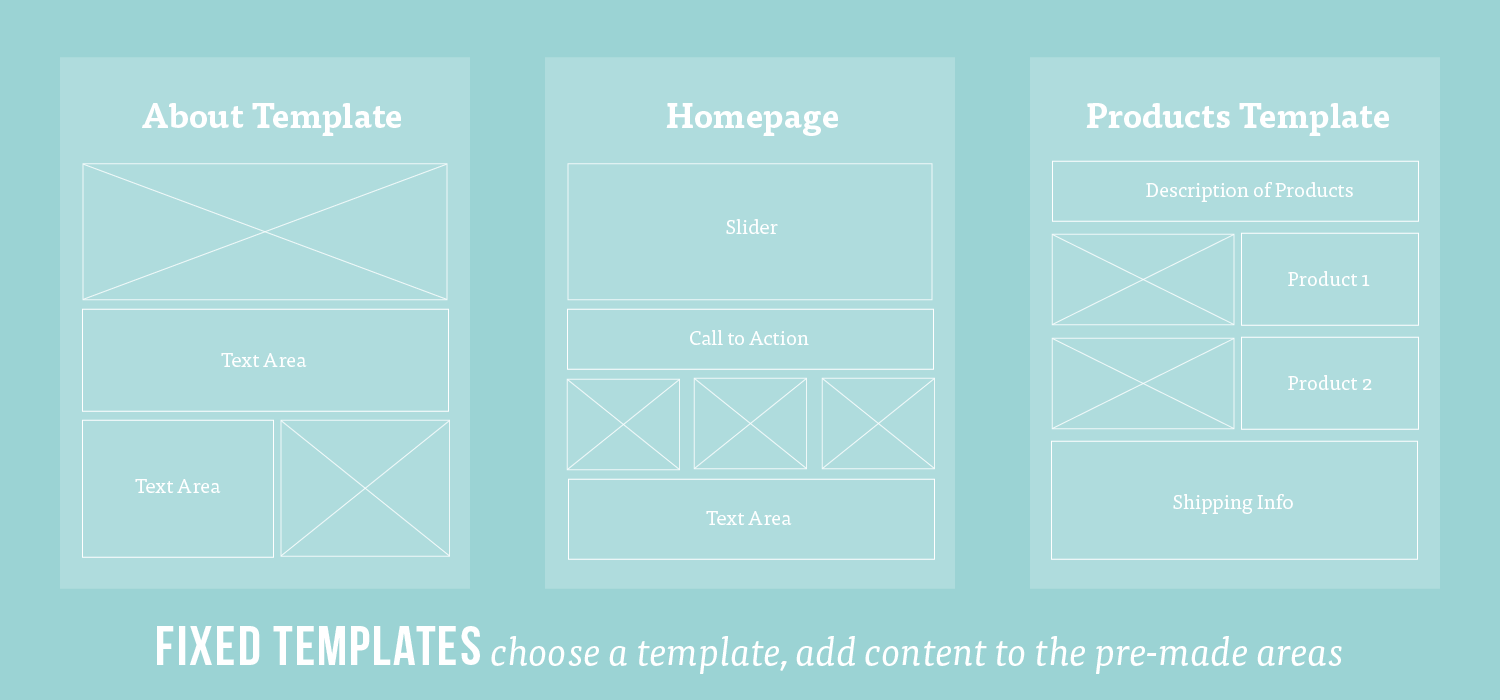 About Template
Text Area
Text Area
Homepage
Slider
Call to Action
Text Area
Products Template
Description of Products
Product 1
Product 2
Shipping Info
FIXED TEMPLATES choose a template, add content to the pre-made areas